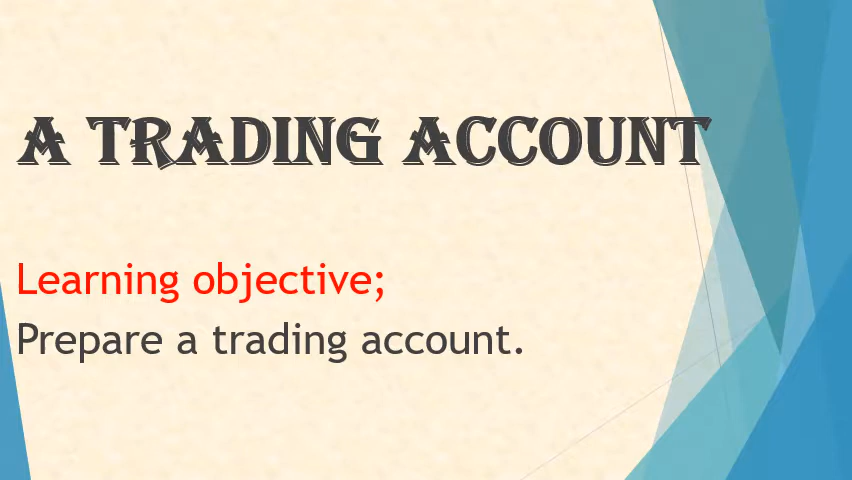 A TRADING ACCOUNT
Learning objective;
Prepare a trading account.